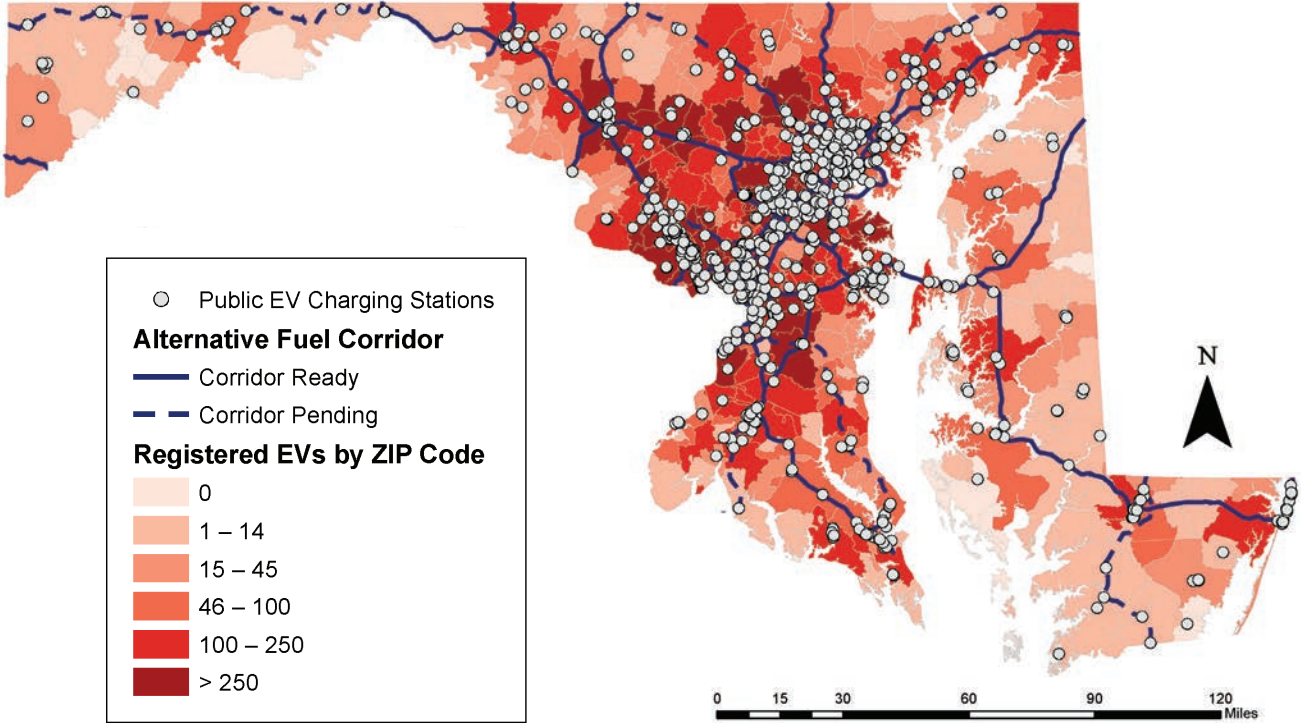 Public EV Charging Stations
Alternative Fuel Corridor
Corridor Ready
Corridor Pending
Registered EVs by ZIP Code
0
1 – 14
15 – 45
46 – 100
100 – 250
> 250
N
0 15 30 60 90 120
Miles